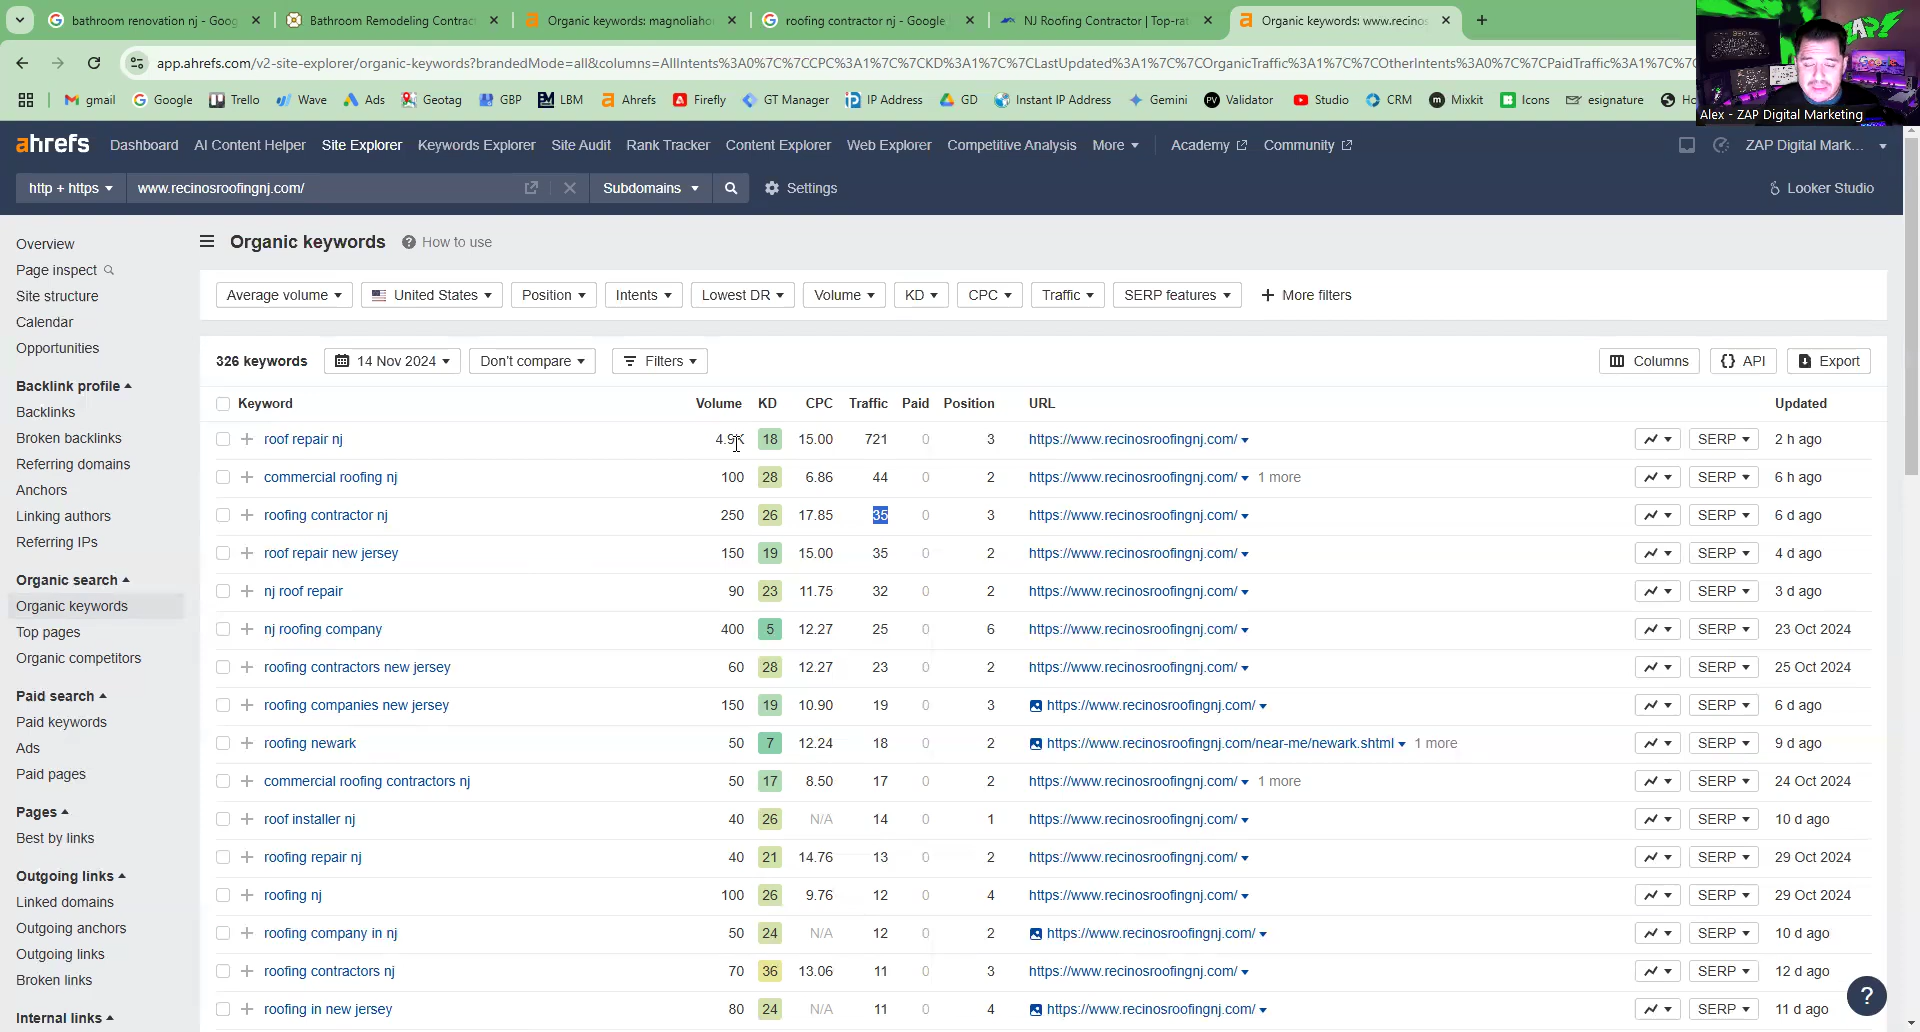 bathroom renovation nj - Goog
Bathroom Remodeling Contrac
Organic keywords: magnoliaho
roofing contractor nj - Google
NJ Roofing Contractor | Top-rat
Organic keywords: www.recinos
app.ahrefs.com/v2-site-explorer/organic-keywords?brandedMode=all&columns=AllIntents%3A0%7C%7CCPC%3A1%7C%7CKD%3A1%7C%7CLastUpdated%3A1%7C%7COrganicTraffic%3A1%7C%7COtherIntents%3A0%7C%7CPaidTraffic%3A1%7C%7C
gmail Google Trello Wave Ads Geotag GBP LBM Ahrefs Firefly GT Manager IP Address GD Instant IP Address Gemini Validator Studio CRM Mixkit Icons esignature
Alex - ZAP Digital Marketing
ahrefs Dashboard AI Content Helper Site Explorer Keywords Explorer Site Audit Rank Tracker Content Explorer Web Explorer Competitive Analysis More Academy Community ZAP Digital Mark...
http + https www.recinosroofingnj.com/ Subdomains Settings Looker Studio
Overview
Page inspect
Site structure
Calendar
Opportunities
Backlink profile
Backlinks
Broken backlinks
Referring domains
Anchors
Linking authors
Referring IPs
Organic search
Organic keywords
Top pages
Organic competitors
Paid search
Paid keywords
Ads
Paid pages
Pages
Best by links
Outgoing links
Linked domains
Outgoing anchors
Outgoing links
Broken links
Internal links
Organic keywords ? How to use
Average volume United States Position Intents Lowest DR Volume KD CPC Traffic SERP features + More filters
326 keywords 14 Nov 2024 Don't compare Filters Columns {} API Export
Keyword Volume KD CPC Traffic Paid Position URL Updated
roof repair nj 4.9K 18 15.00 721 0 3 https://www.recinosroofingnj.com/ SERP 2 h ago
commercial roofing nj 100 28 6.86 44 0 2 https://www.recinosroofingnj.com/ 1 more SERP 6 h ago
roofing contractor nj 250 26 17.85 35 0 3 https://www.recinosroofingnj.com/ SERP 6 d ago
roof repair new jersey 150 19 15.00 35 0 2 https://www.recinosroofingnj.com/ SERP 4 d ago
nj roof repair 90 23 11.75 32 0 2 https://www.recinosroofingnj.com/ SERP 3 d ago
nj roofing company 400 5 12.27 25 0 6 https://www.recinosroofingnj.com/ SERP 23 Oct 2024
roofing contractors new jersey 60 28 12.27 23 0 2 https://www.recinosroofingnj.com/ SERP 25 Oct 2024
roofing companies new jersey 150 19 10.90 19 0 3 https://www.recinosroofingnj.com/ SERP 6 d ago
roofing newark 50 7 12.24 18 0 2 https://www.recinosroofingnj.com/near-me/newark.shtml 1 more SERP 9 d ago
commercial roofing contractors nj 50 17 8.50 17 0 2 https://www.recinosroofingnj.com/ 1 more SERP 24 Oct 2024
roof installer nj 40 26 N/A 14 0 1 https://www.recinosroofingnj.com/ SERP 10 d ago
roofing repair nj 40 21 14.76 13 0 2 https://www.recinosroofingnj.com/ SERP 29 Oct 2024
roofing nj 100 26 9.76 12 0 4 https://www.recinosroofingnj.com/ SERP 29 Oct 2024
roofing company in nj 50 24 N/A 12 0 2 https://www.recinosroofingnj.com/ SERP 10 d ago
roofing contractors nj 70 36 13.06 11 0 3 https://www.recinosroofingnj.com/ SERP 12 d ago
roofing in new jersey 80 24 N/A 11 0 4 https://www.recinosroofingnj.com/ SERP 11 d ago
?